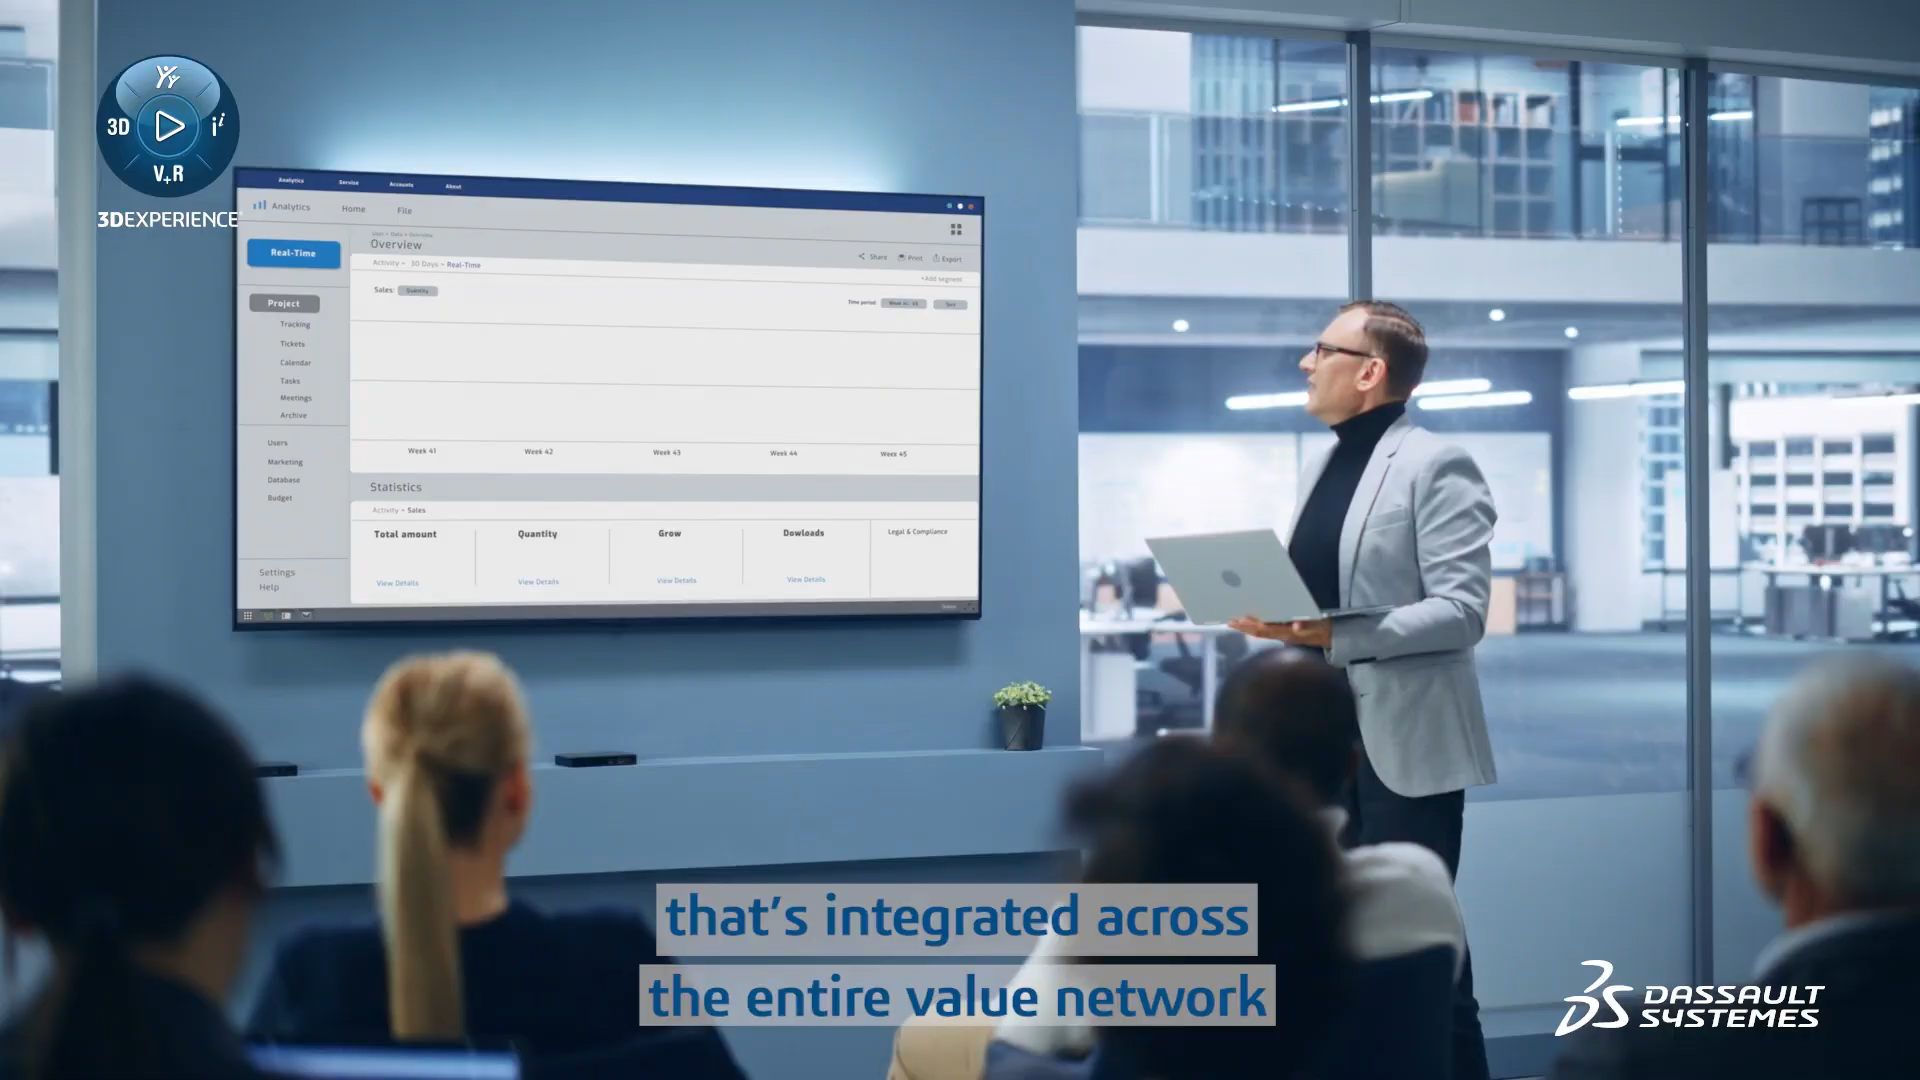 3D
V+R
3DEXPERIENCE
Analytics Service Accounts About
Analytics Home File
Real-Time
Overview
Share Print Export
Activity - 30 Days - Real-Time
+Add segment
Sales: Quantity
Time period
Project
Tracking
Tickets
Calendar
Tasks
Meetings
Archive
Week 41 Week 42 Week 43 Week 44 Week 45
Users
Marketing
Database
Budget
Statistics
Activity - Sales
Total amount Quantity Grow Dowloads Legal & Compliance
View Details View Details View Details View Details
Settings
Help
that's integrated across
the entire value network
DASSAULT
SYSTEMES